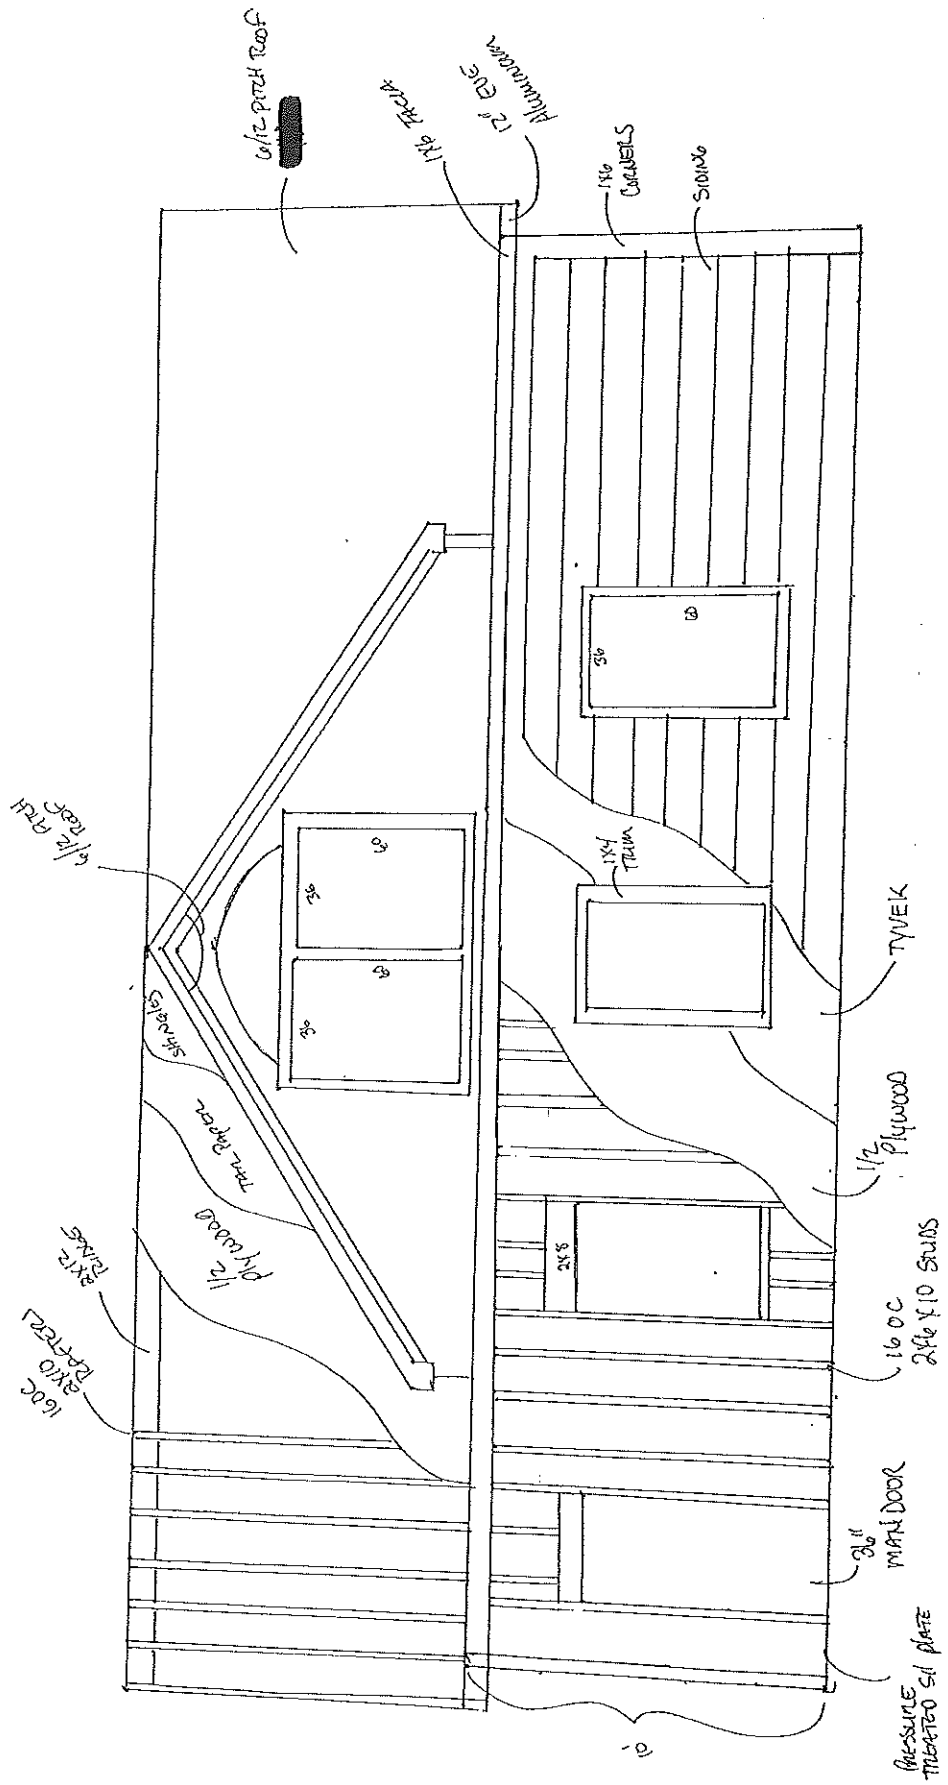 6/12 PITCH ROOF
1X6 FACIA
12" EVE
Aluminum
1X6
CORNERS
SIDING
6/12 PITCH
ROOF
SHINGLES
TAR PAPER
1/2
PLYWOOD
2X12
RIDGE
16 OC
2X10
RAFTERS
36
60
36
60
36
60
1X4
TRIM
2X8
TYVEK
1/2
PlYWOOD
16 OC
2X6 X 10 STUDS
36"
MAN DOOR
PRESSURE
TREATED Sill PLATE
10'